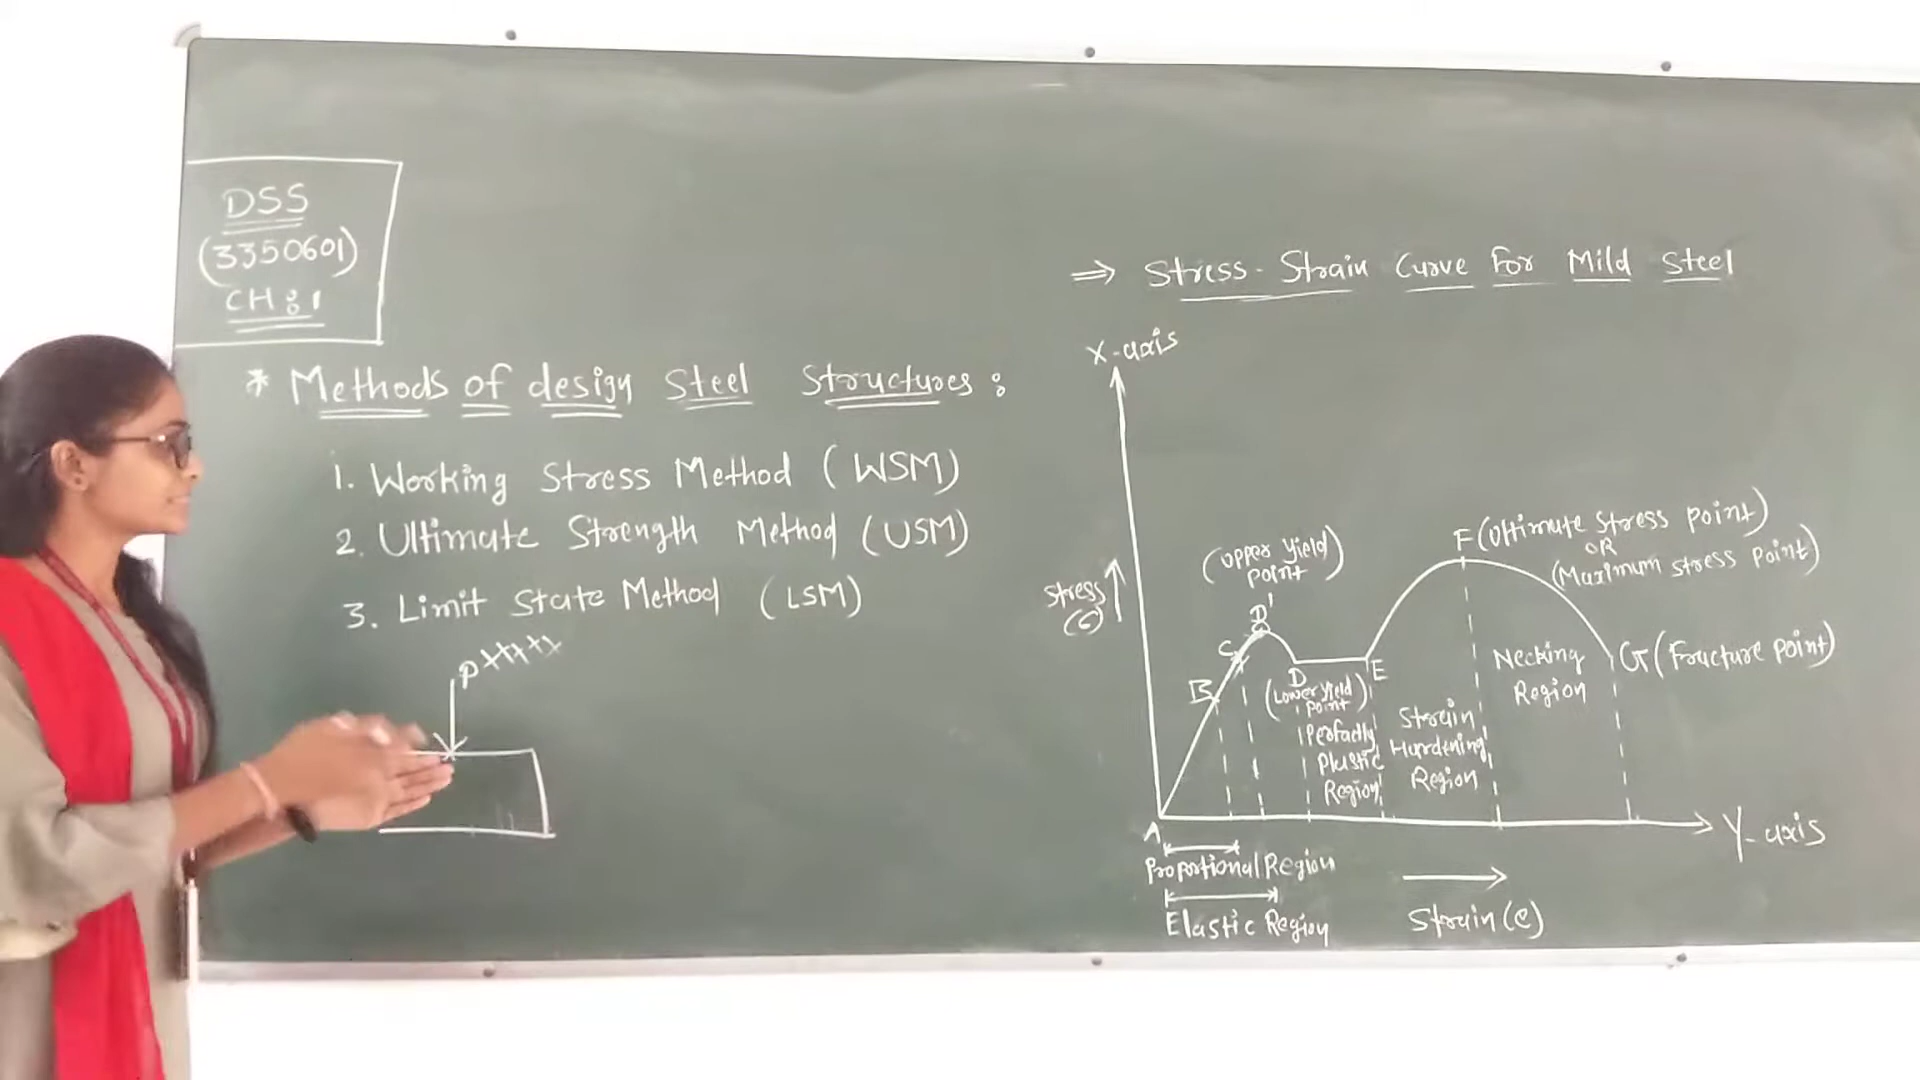 DSS
(3350601)
CH:1
* Methods of design Steel Structures:
1. Working Stress Method (WSM)
2. Ultimate Strength Method (USM)
3. Limit State Method (LSM)
P
⇒ Stress-Strain Curve For Mild Steel
X-axis
Stress
(σ)
(Upper Yield
point)
D'
C
B
D
(Lower Yield
point)
E
F (Ultimate Stress point)
OR
(Maximum Stress Point)
G (Fracture point)
Perfactly
Plastic
Region
Strain
Hardening
Region
Necking
Region
A
Y-axis
Proportional Region
Elastic Region
Strain (e)